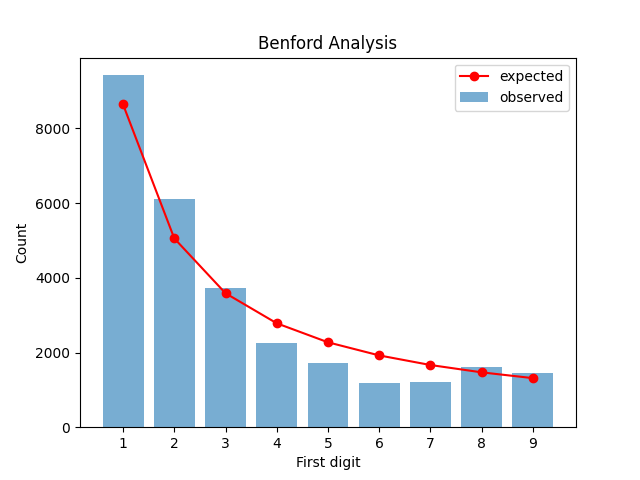 Benford Analysis
expected
observed
Count
8000
6000
4000
2000
0
1 2 3 4 5 6 7 8 9
First digit